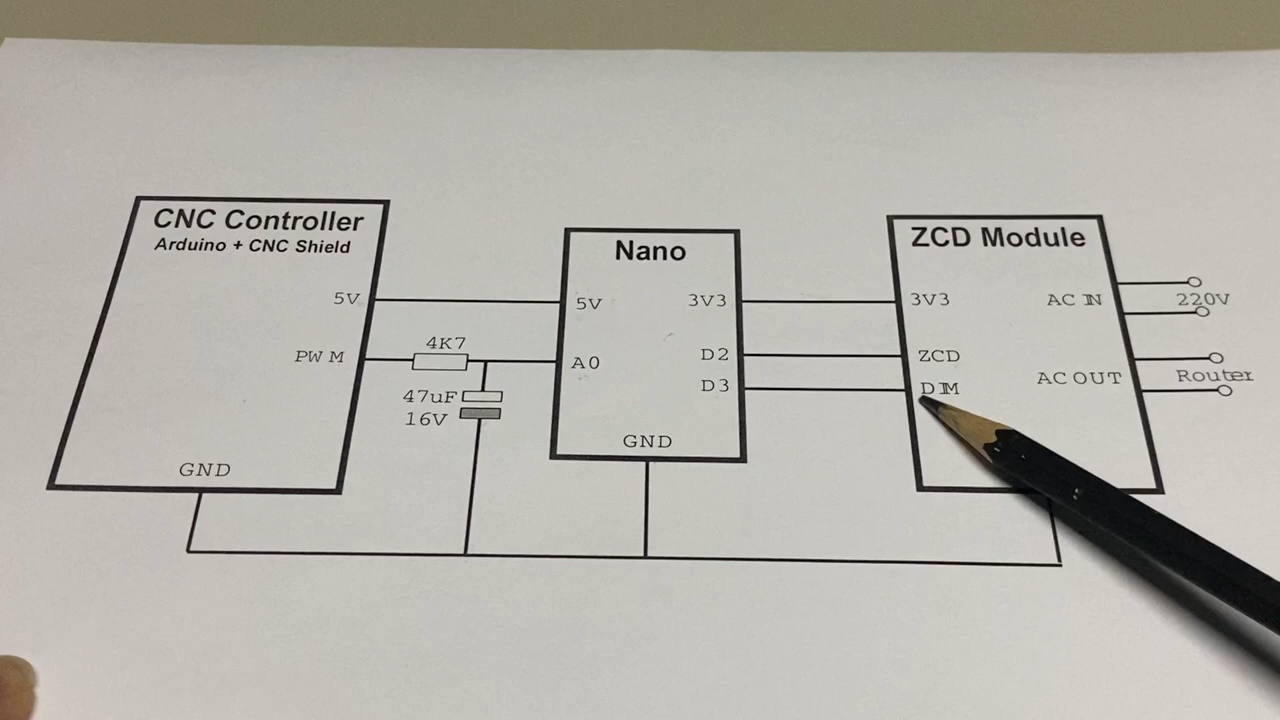 CNC Controller
Arduino + CNC Shield
5V
PWM
GND
4K7
47uF
16V
Nano
5V
A0
3V3
D2
D3
GND
ZCD Module
3V3
ZCD
DIM
AC IN
AC OUT
220V
Router